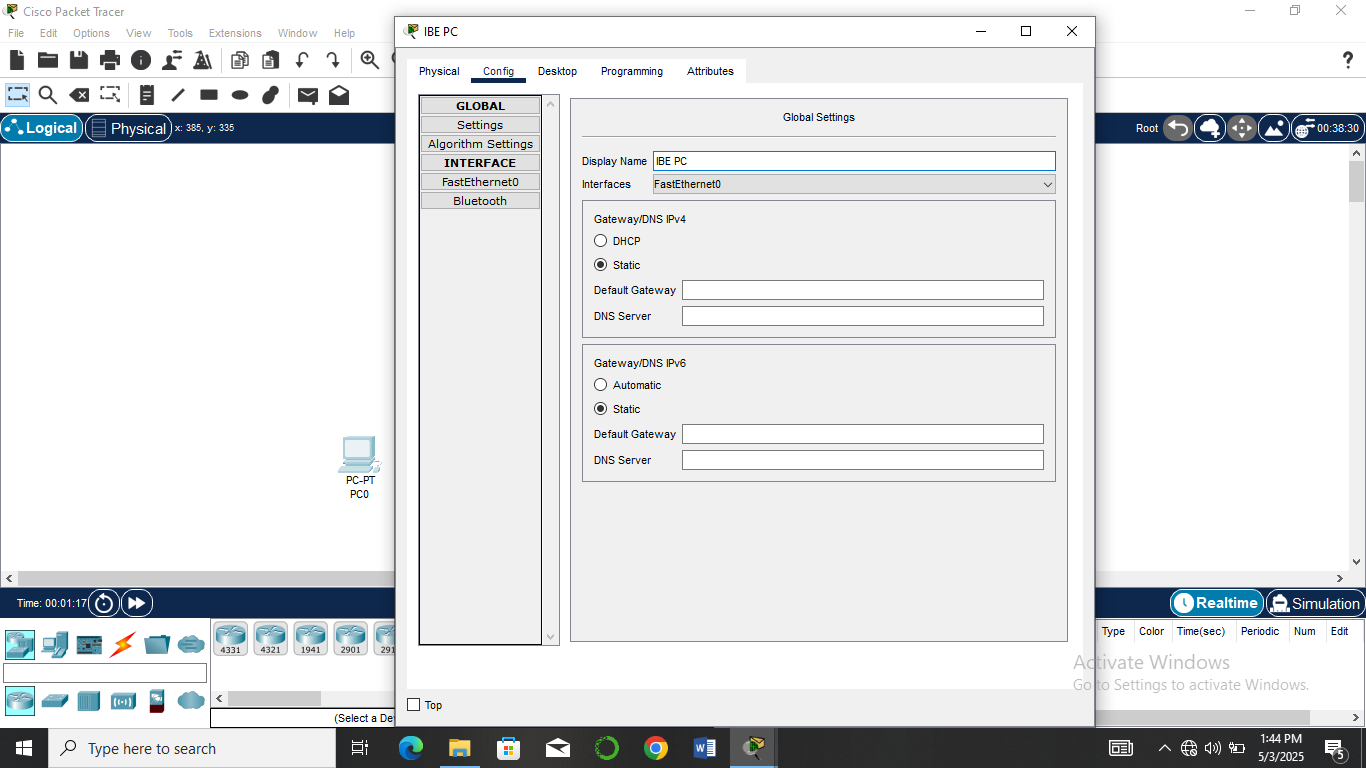 Cisco Packet Tracer
File Edit Options View Tools Extensions Window Help
IBE PC
Physical Config Desktop Programming Attributes
Logical Physical x: 385, y: 335
Root 00:38:30
GLOBAL
Settings
Algorithm Settings
INTERFACE
FastEthernet0
Bluetooth
Global Settings
Display Name IBE PC
Interfaces FastEthernet0
Gateway/DNS IPv4
DHCP
Static
Default Gateway
DNS Server
Gateway/DNS IPv6
Automatic
Static
Default Gateway
DNS Server
PC-PT
PC0
Top
Time: 00:01:17
Realtime Simulation
4331 4321 1941 2901 291
(Select a De
Type Color Time(sec) Periodic Num Edit
Activate Windows
Go to Settings to activate Windows.
Type here to search
1:44 PM
5/3/2025
5